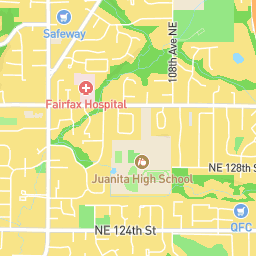 Safeway
108th Ave NE
Fairfax Hospital
NE 128th S
Juanita High School
QFC
NE 124th St